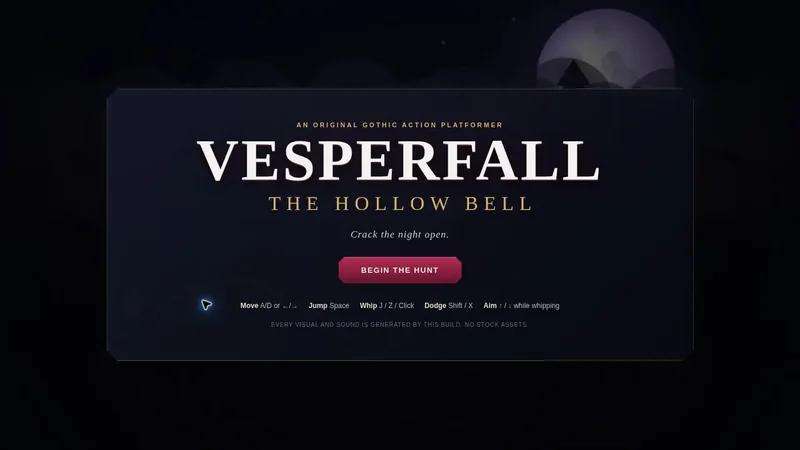 AN ORIGINAL GOTHIC ACTION PLATFORMER
VESPERFALL
THE HOLLOW BELL
Crack the night open.
BEGIN THE HUNT
Move A/D or ←/→ Jump Space Whip J / Z / Click Dodge Shift / X Aim ↑ / ↓ while whipping
EVERY VISUAL AND SOUND IS GENERATED BY THIS BUILD. NO STOCK ASSETS